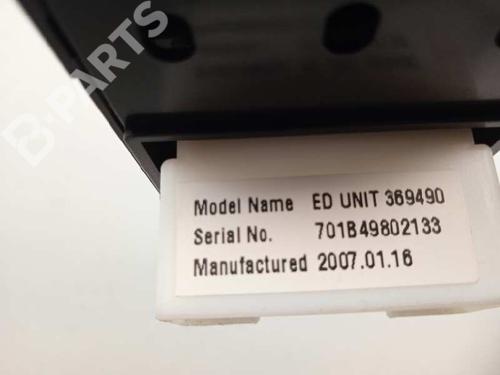 B-PARTS
Model Name ED UNIT 369490
Serial No. 701B49802133
Manufactured 2007.01.16